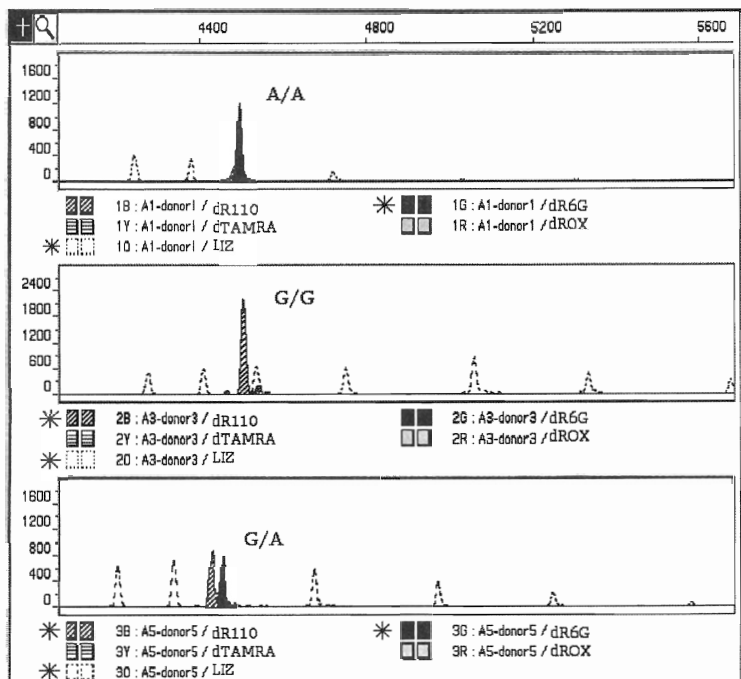 4400 4800 5200 5600
1600
1200
800
400
0
A/A
1B : A1-donor1 / dR110
1G : A1-donor1 / dR6G
1Y : A1-donor1 / dTAMRA
1R : A1-donor1 / dROX
1O : A1-donor1 / LIZ
2400
1800
1200
600
0
G/G
2B : A3-donor3 / dR110
2G : A3-donor3 / dR6G
2Y : A3-donor3 / dTAMRA
2R : A3-donor3 / dROX
2O : A3-donor3 / LIZ
1600
1200
800
400
0
G/A
3B : A5-donor5 / dR110
3G : A5-donor5 / dR6G
3Y : A5-donor5 / dTAMRA
3R : A5-donor5 / dROX
3O : A5-donor5 / LIZ